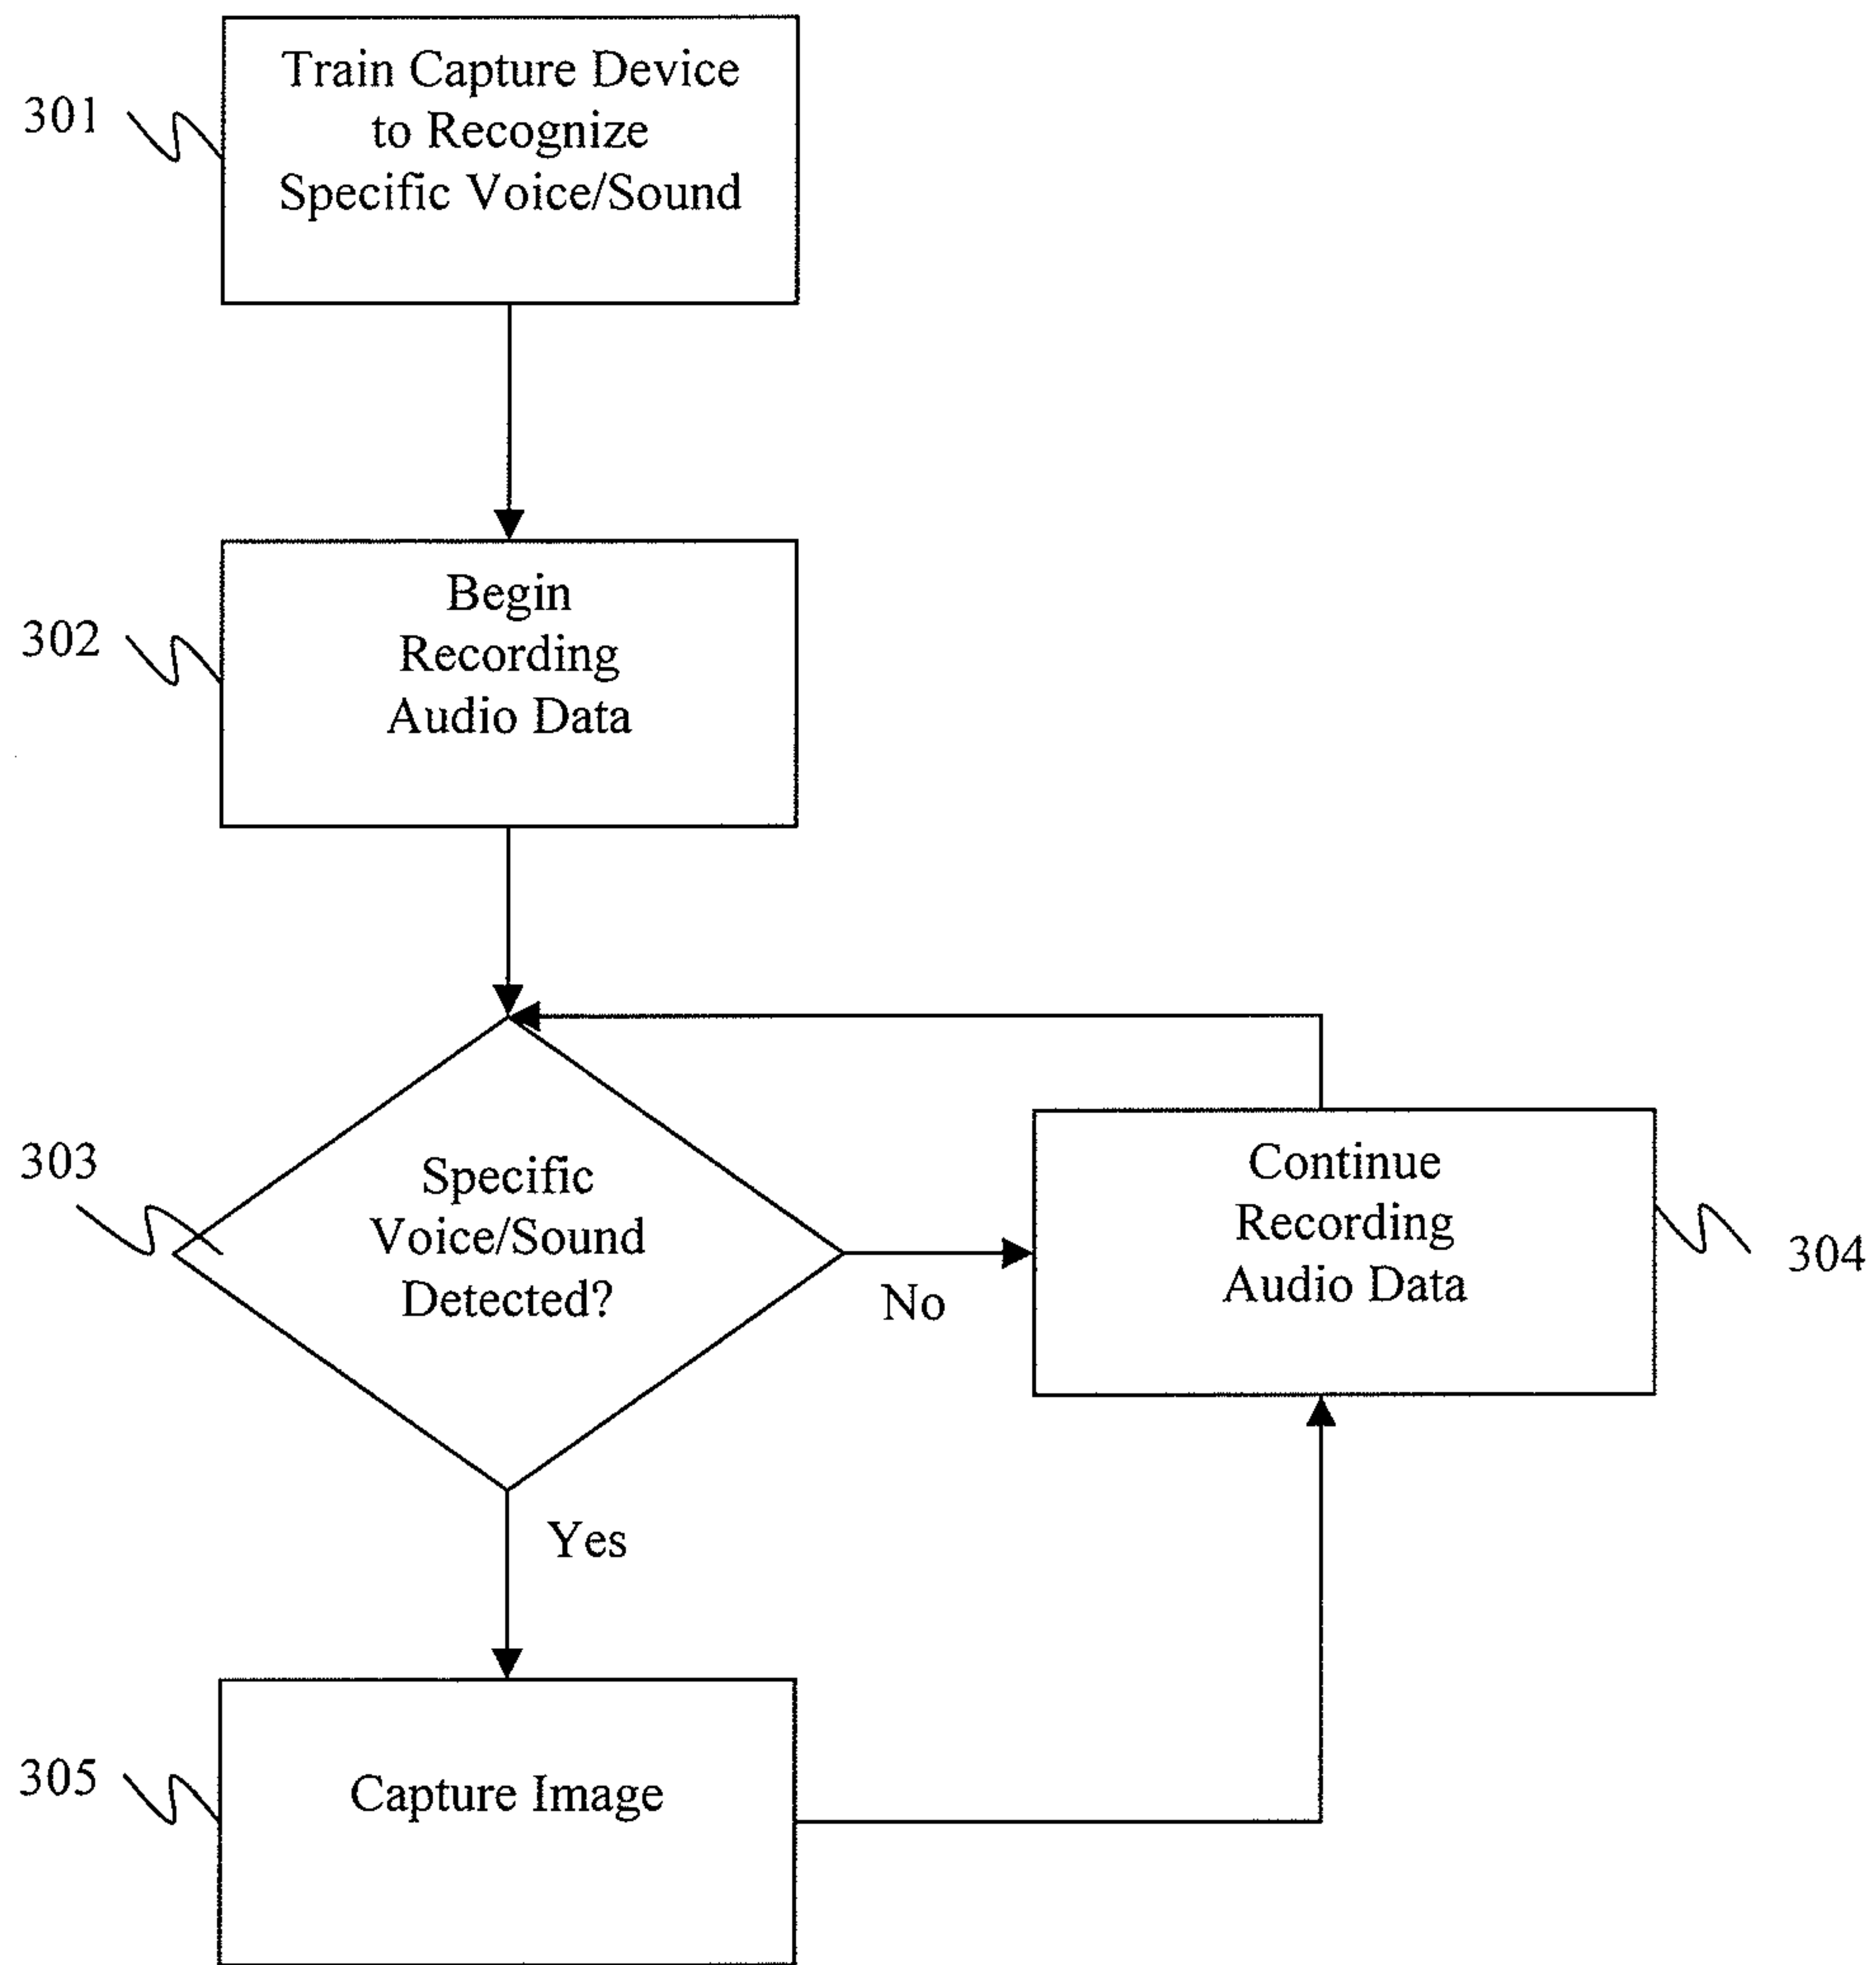 301
Train Capture Device
to Recognize
Specific Voice/Sound
302
Begin
Recording
Audio Data
303
Specific
Voice/Sound
Detected?
No
Continue
Recording
Audio Data
304
Yes
305
Capture Image